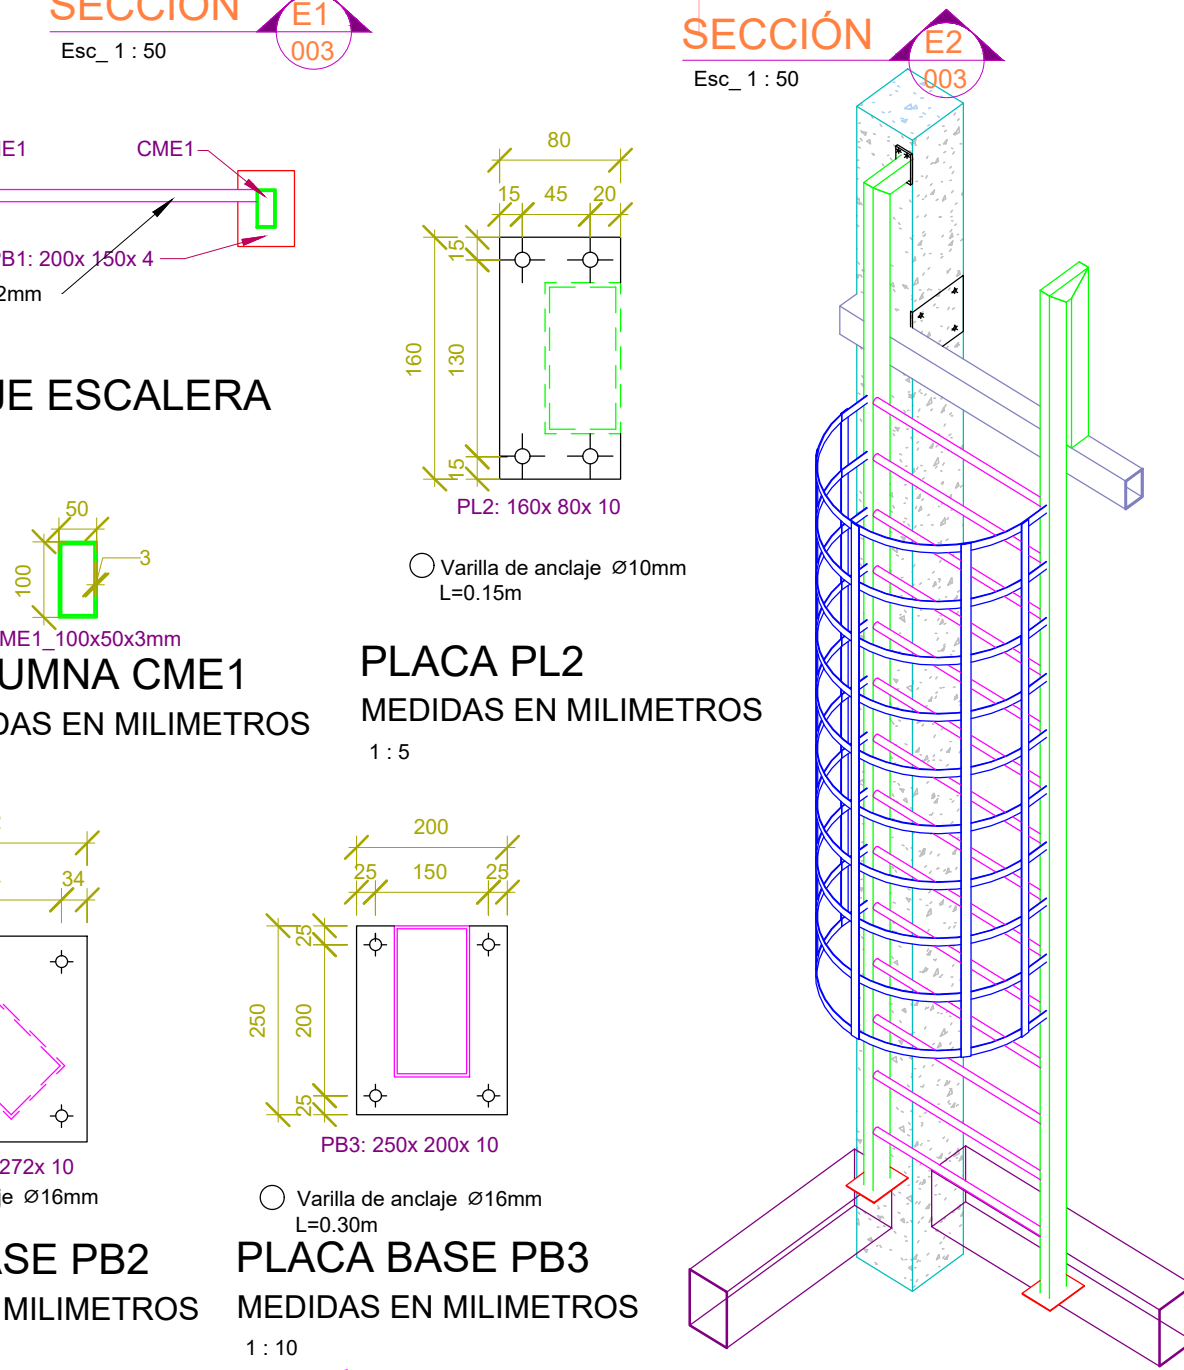 SECCIÓN
E1
003
Esc_ 1 : 50
SECCIÓN
E2
003
Esc_ 1 : 50
E1
CME1
B1: 200x 150x 4
2mm
JE ESCALERA
80
15
45
20
15
160
130
15
PL2: 160x 80x 10
Varilla de anclaje Ø10mm
L=0.15m
PLACA PL2
MEDIDAS EN MILIMETROS
1 : 5
50
100
3
ME1_100x50x3mm
UMNA CME1
DAS EN MILIMETROS
34
272x 10
je Ø16mm
ASE PB2
MILIMETROS
200
25
150
25
25
250
200
25
PB3: 250x 200x 10
Varilla de anclaje Ø16mm
L=0.30m
PLACA BASE PB3
MEDIDAS EN MILIMETROS
1 : 10